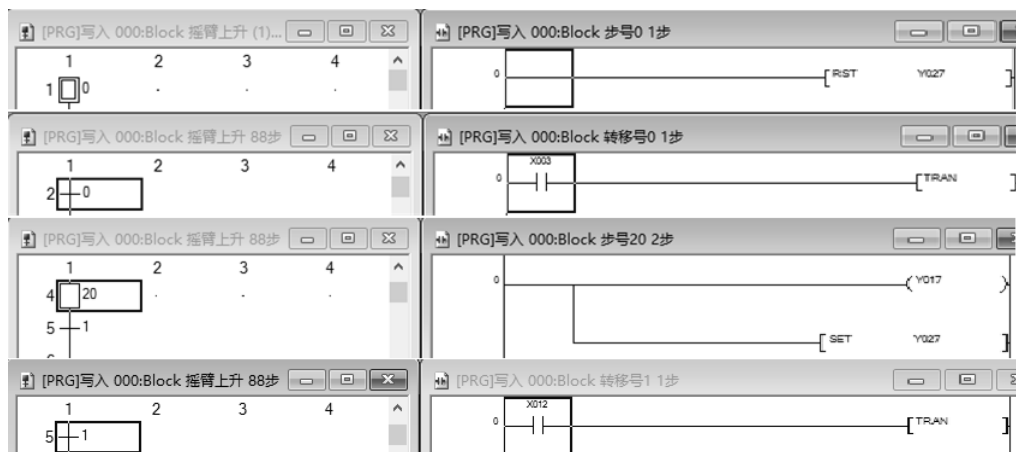 [PRG]写入 000:Block 摇臂上升 (1)...
[PRG]写入 000:Block 步号0 1步
1 2 3 4
1 0
0
RST Y027
[PRG]写入 000:Block 摇臂上升 88步
[PRG]写入 000:Block 转移号0 1步
1 2 3 4
2 0
X003
0
TRAN
[PRG]写入 000:Block 摇臂上升 88步
[PRG]写入 000:Block 步号20 2步
1 2 3 4
4 20
5 1
0
Y017
SET Y027
[PRG]写入 000:Block 摇臂上升 88步
[PRG]写入 000:Block 转移号1 1步
1 2 3 4
5 1
X012
0
TRAN